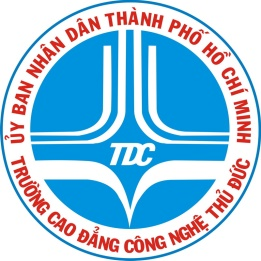 ỦY BAN NHÂN DÂN THÀNH PHỐ HỒ CHÍ MINH
TDC
TRƯỜNG CAO ĐẲNG CÔNG NGHỆ THỦ ĐỨC